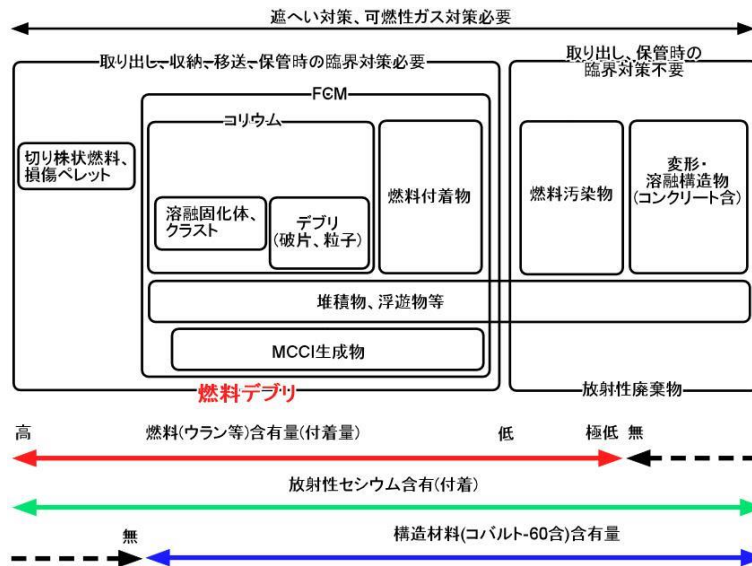 遮へい対策、可燃性ガス対策必要
取り出し、収納、移送、保管時の臨界対策必要
取り出し、保管時の
臨界対策不要
FCM
コリウム
切り株状燃料、
損傷ペレット
溶融固化体、
クラスト
デブリ
(破片、粒子)
燃料付着物
燃料汚染物
変形・
溶融構造物
(コンクリート含)
堆積物、浮遊物等
MCCI生成物
燃料デブリ
放射性廃棄物
高 燃料(ウラン等)含有量(付着量) 低 極低 無
放射性セシウム含有(付着)
無 構造材料(コバルト-60含)含有量